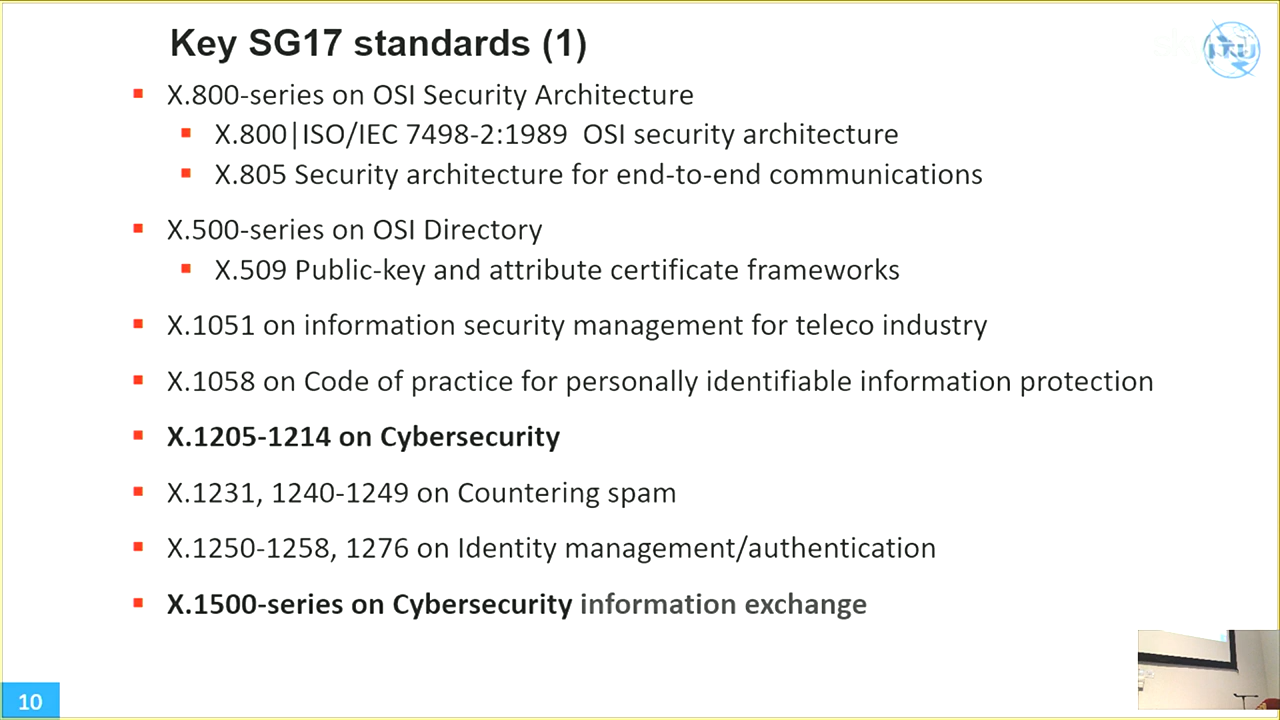 Key SG17 standards (1)
ITU
X.800-series on OSI Security Architecture
X.800|ISO/IEC 7498-2:1989 OSI security architecture
X.805 Security architecture for end-to-end communications
X.500-series on OSI Directory
X.509 Public-key and attribute certificate frameworks
X.1051 on information security management for teleco industry
X.1058 on Code of practice for personally identifiable information protection
X.1205-1214 on Cybersecurity
X.1231, 1240-1249 on Countering spam
X.1250-1258, 1276 on Identity management/authentication
X.1500-series on Cybersecurity information exchange
10